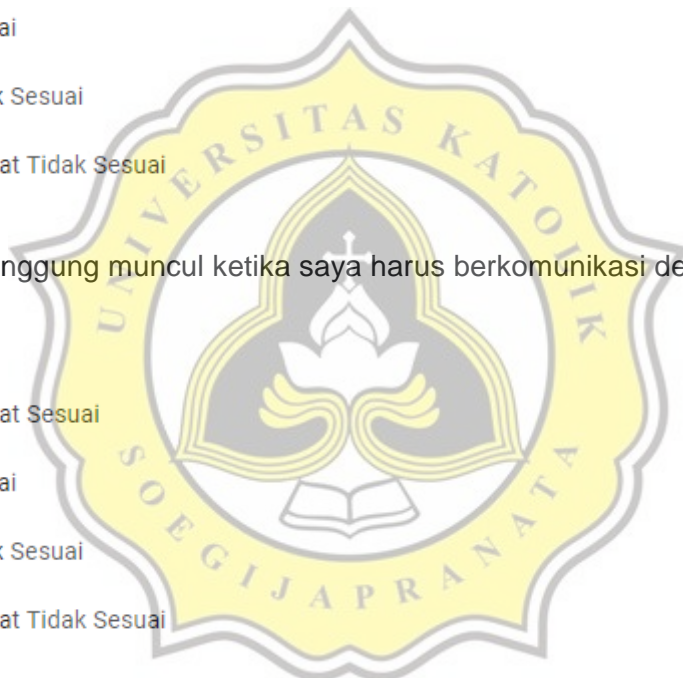 ai
k Sesuai
at Tidak Sesuai
nggung muncul ketika saya harus berkomunikasi de
at Sesuai
ai
k Sesuai
at Tidak Sesuai
UNIVERSITAS KATOLIK
SOEGIJAPRANATA